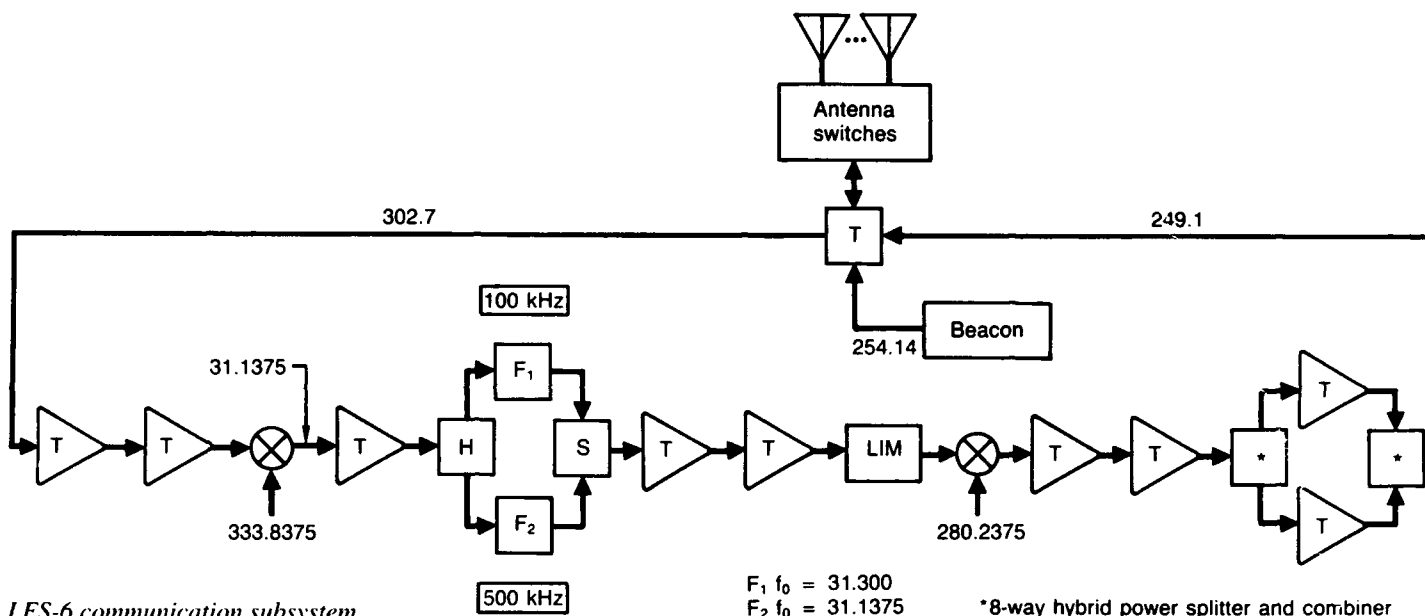 ...
Antenna
switches
302.7
T
249.1
100 kHz
Beacon
254.14
31.1375
F₁
T
T
T
T
H
S
T
T
LIM
T
T
*
*
F₂
T
333.8375
280.2375
500 kHz
F₁ f₀ = 31.300
F₂ f₀ = 31.1375
LES-6 communication subsystem
*8-way hybrid power splitter and combiner